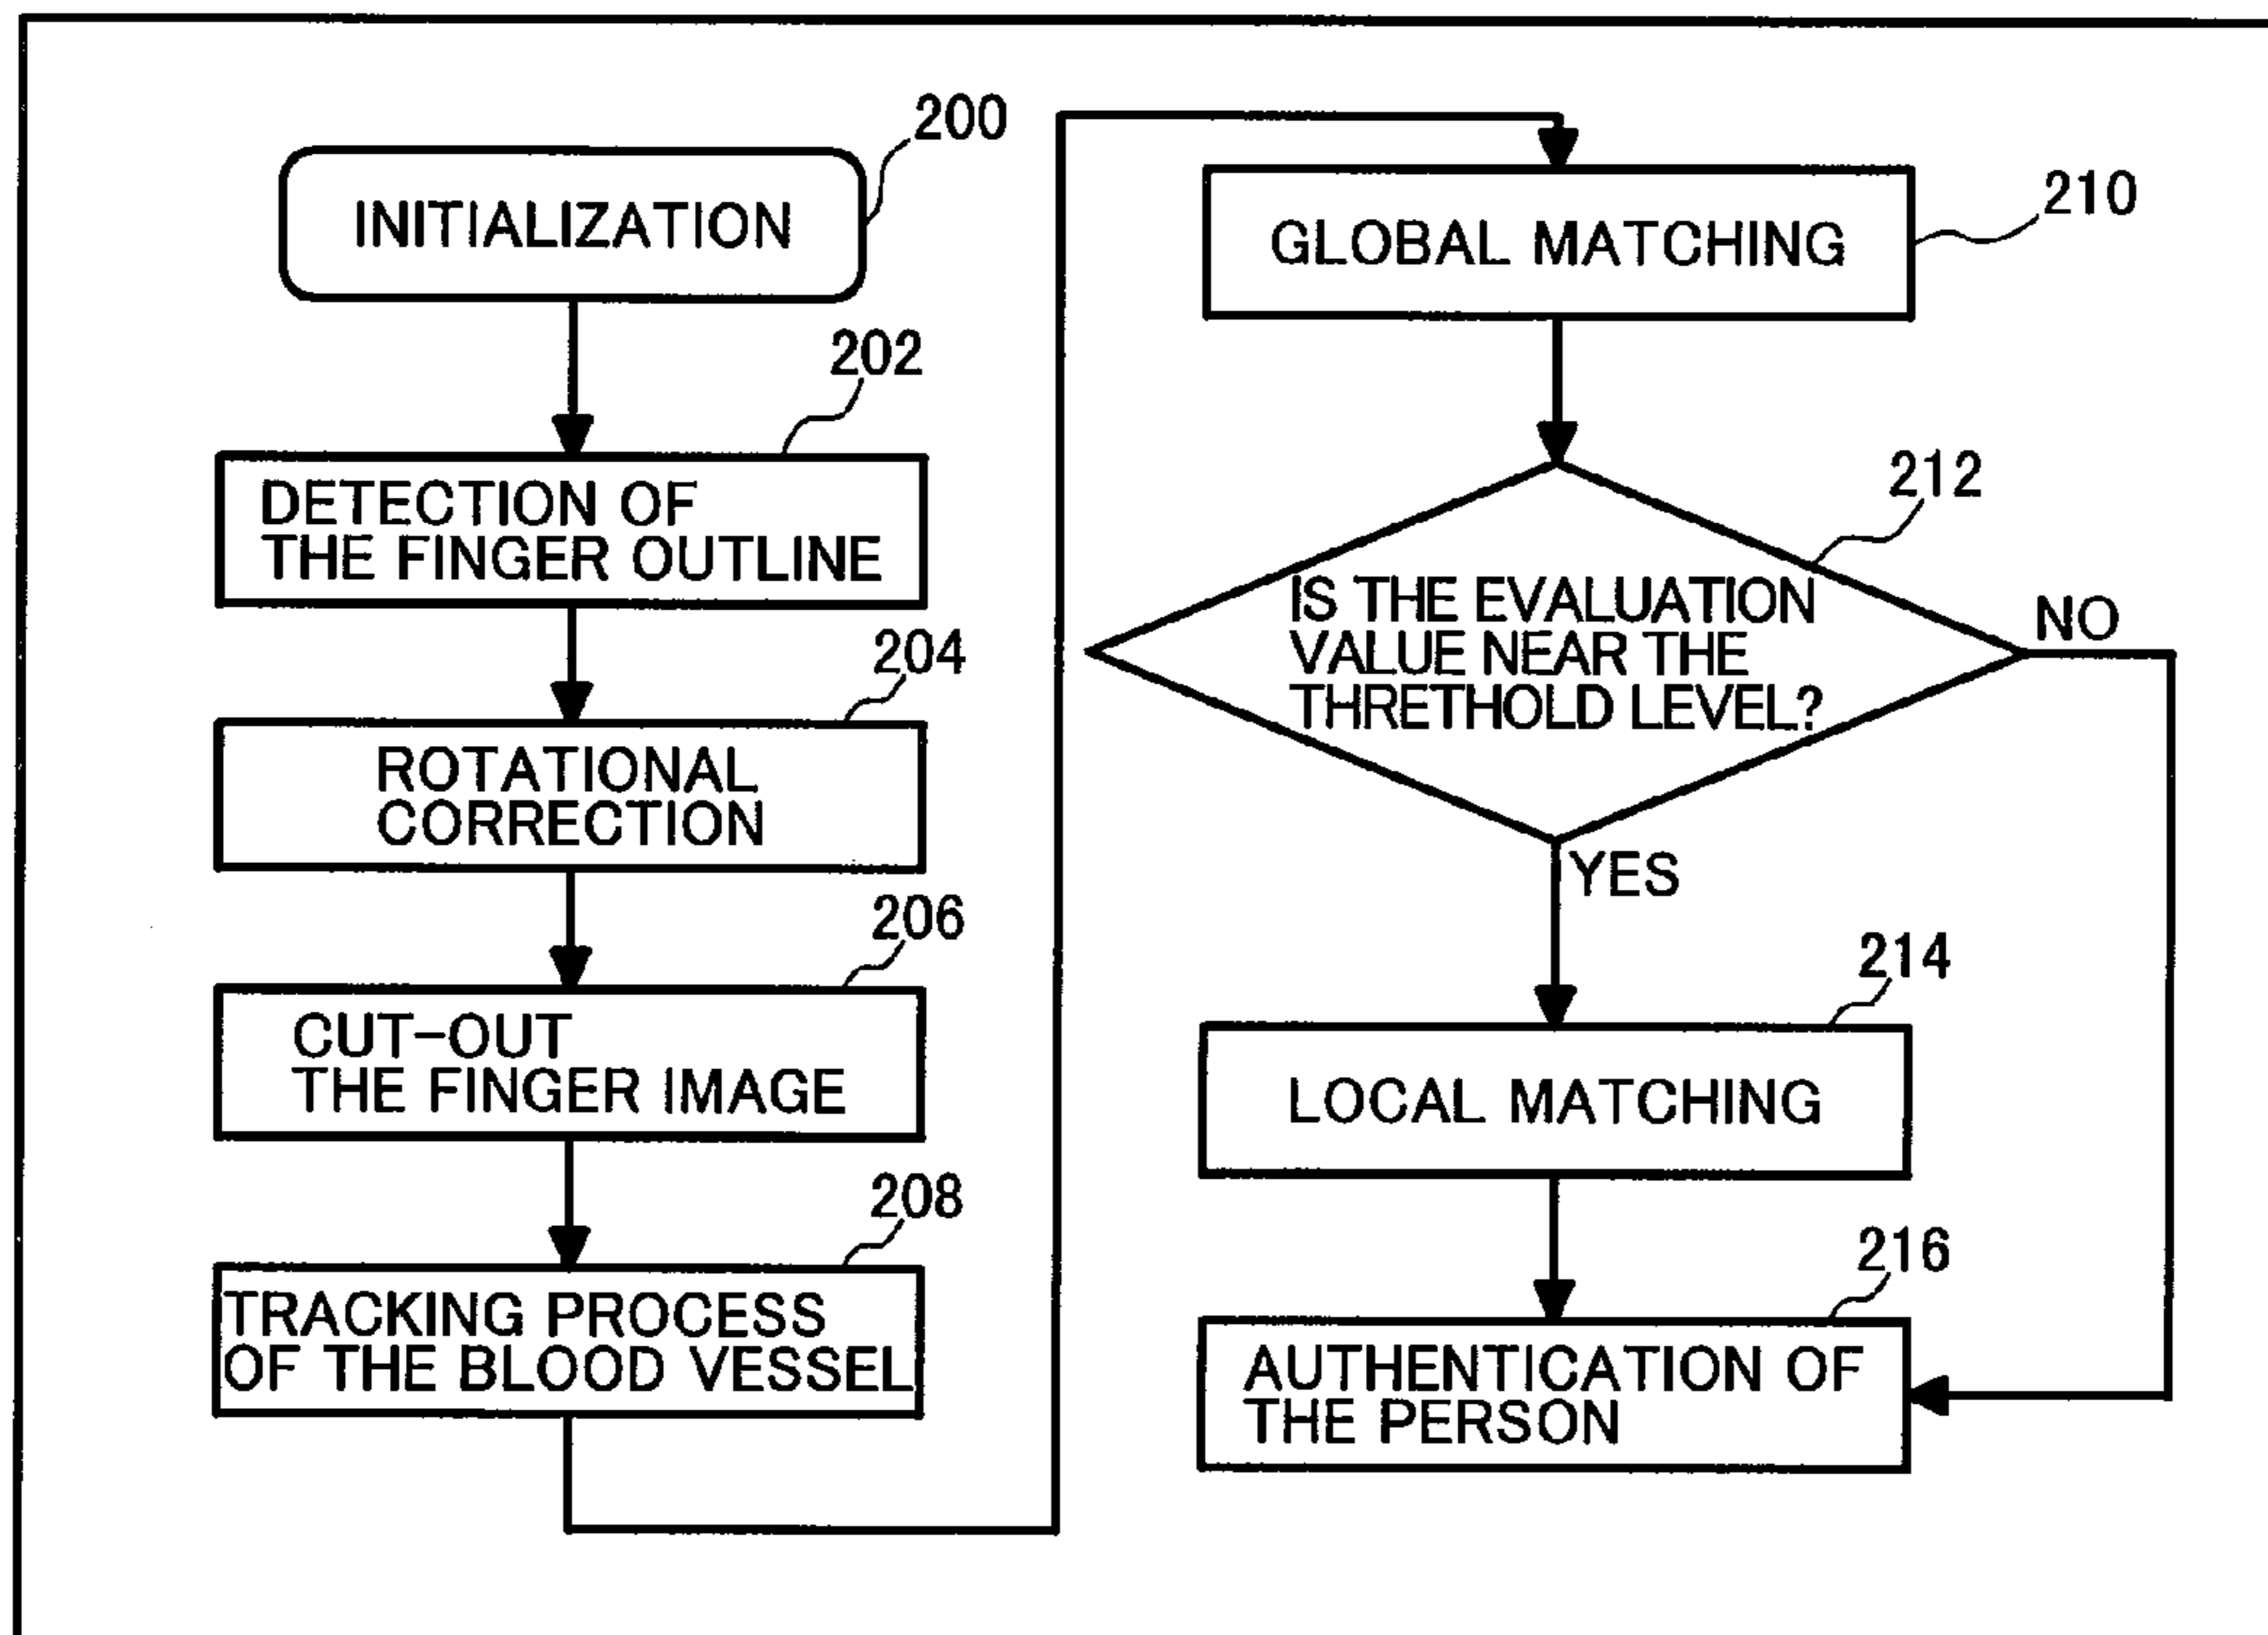 200
INITIALIZATION
202
DETECTION OF
THE FINGER OUTLINE
204
ROTATIONAL
CORRECTION
206
CUT-OUT
THE FINGER IMAGE
208
TRACKING PROCESS
OF THE BLOOD VESSEL
210
GLOBAL MATCHING
212
IS THE EVALUATION
VALUE NEAR THE
THRETHOLD LEVEL?
NO
YES
214
LOCAL MATCHING
216
AUTHENTICATION OF
THE PERSON